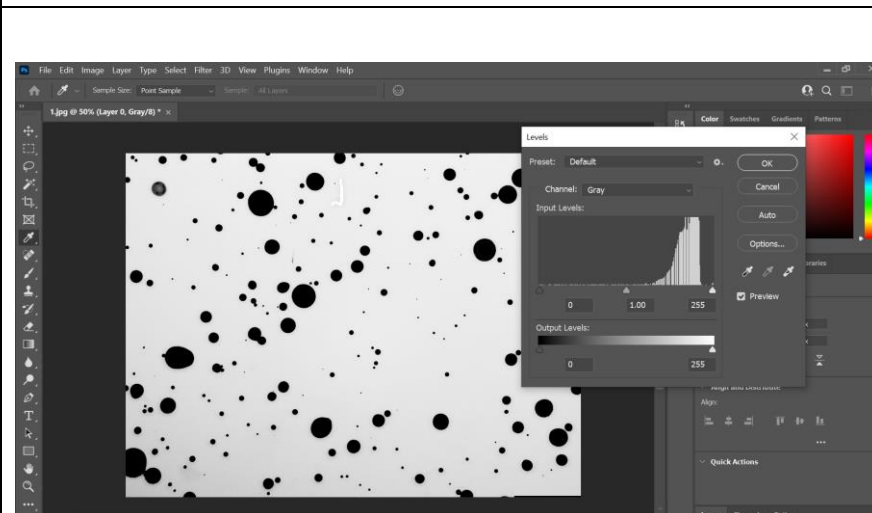 Ps File Edit Image Layer Type Select Filter 3D View Plugins Window Help
Sample Size: Point Sample Sample: All Layers
1.jpg @ 50% (Layer 0, Gray/8) * ×
Color Swatches Gradients Patterns
Levels
Preset: Default
OK
Channel: Gray
Cancel
Input Levels:
Auto
Options...
0 1.00 255
Preview
Output Levels:
0 255
Align and Distribute
Align:
Quick Actions